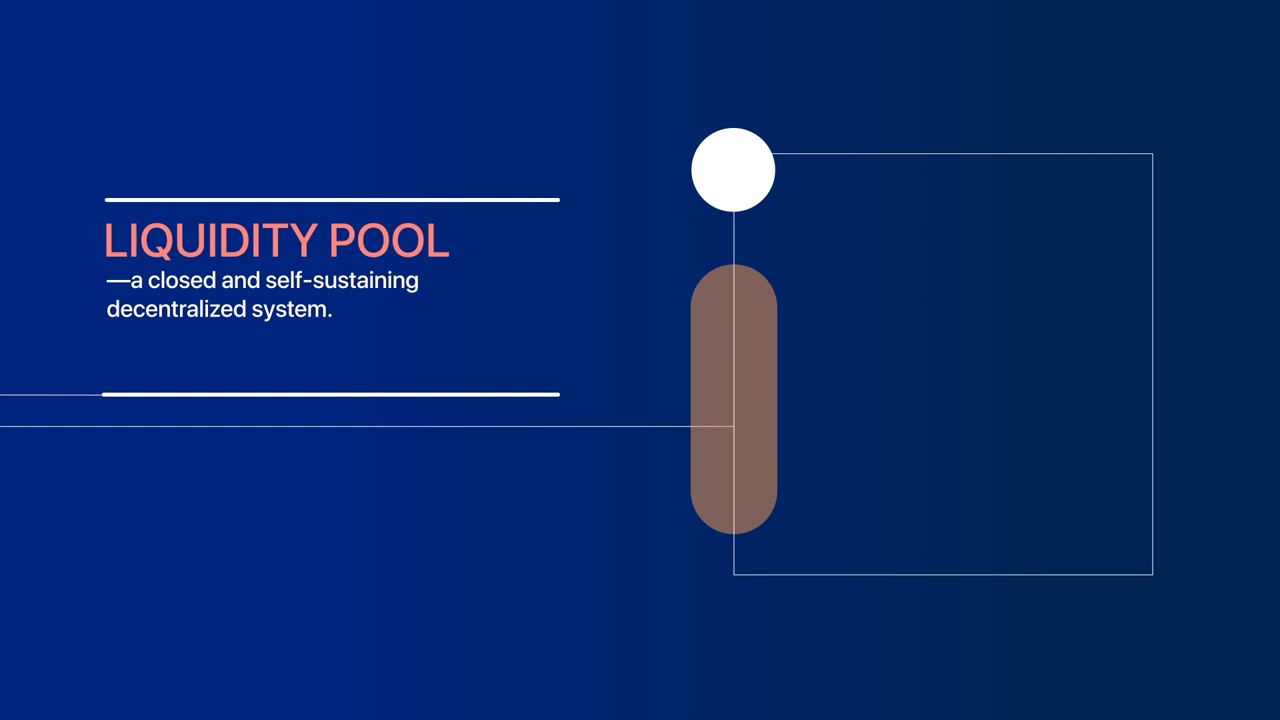 LIQUIDITY POOL
—a closed and self-sustaining
decentralized system.